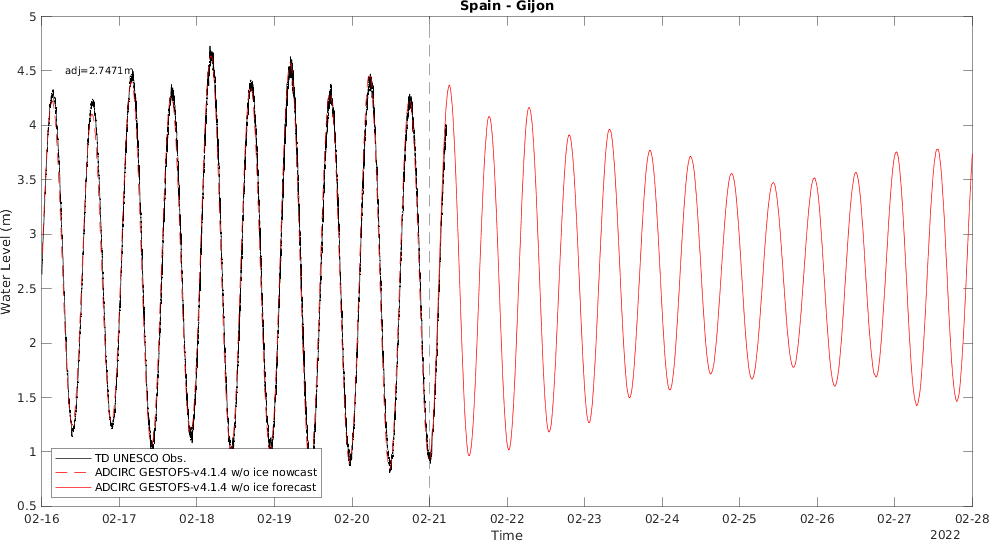 Spain - Gijon
5
4.5
4
3.5
3
2.5
2
1.5
1
0.5
Water Level (m)
adj=2.7471m
TD UNESCO Obs.
ADCIRC GESTOFS-v4.1.4 w/o ice nowcast
ADCIRC GESTOFS-v4.1.4 w/o ice forecast
02-16 02-17 02-18 02-19 02-20 02-21 02-22 02-23 02-24 02-25 02-26 02-27 02-28
Time
2022